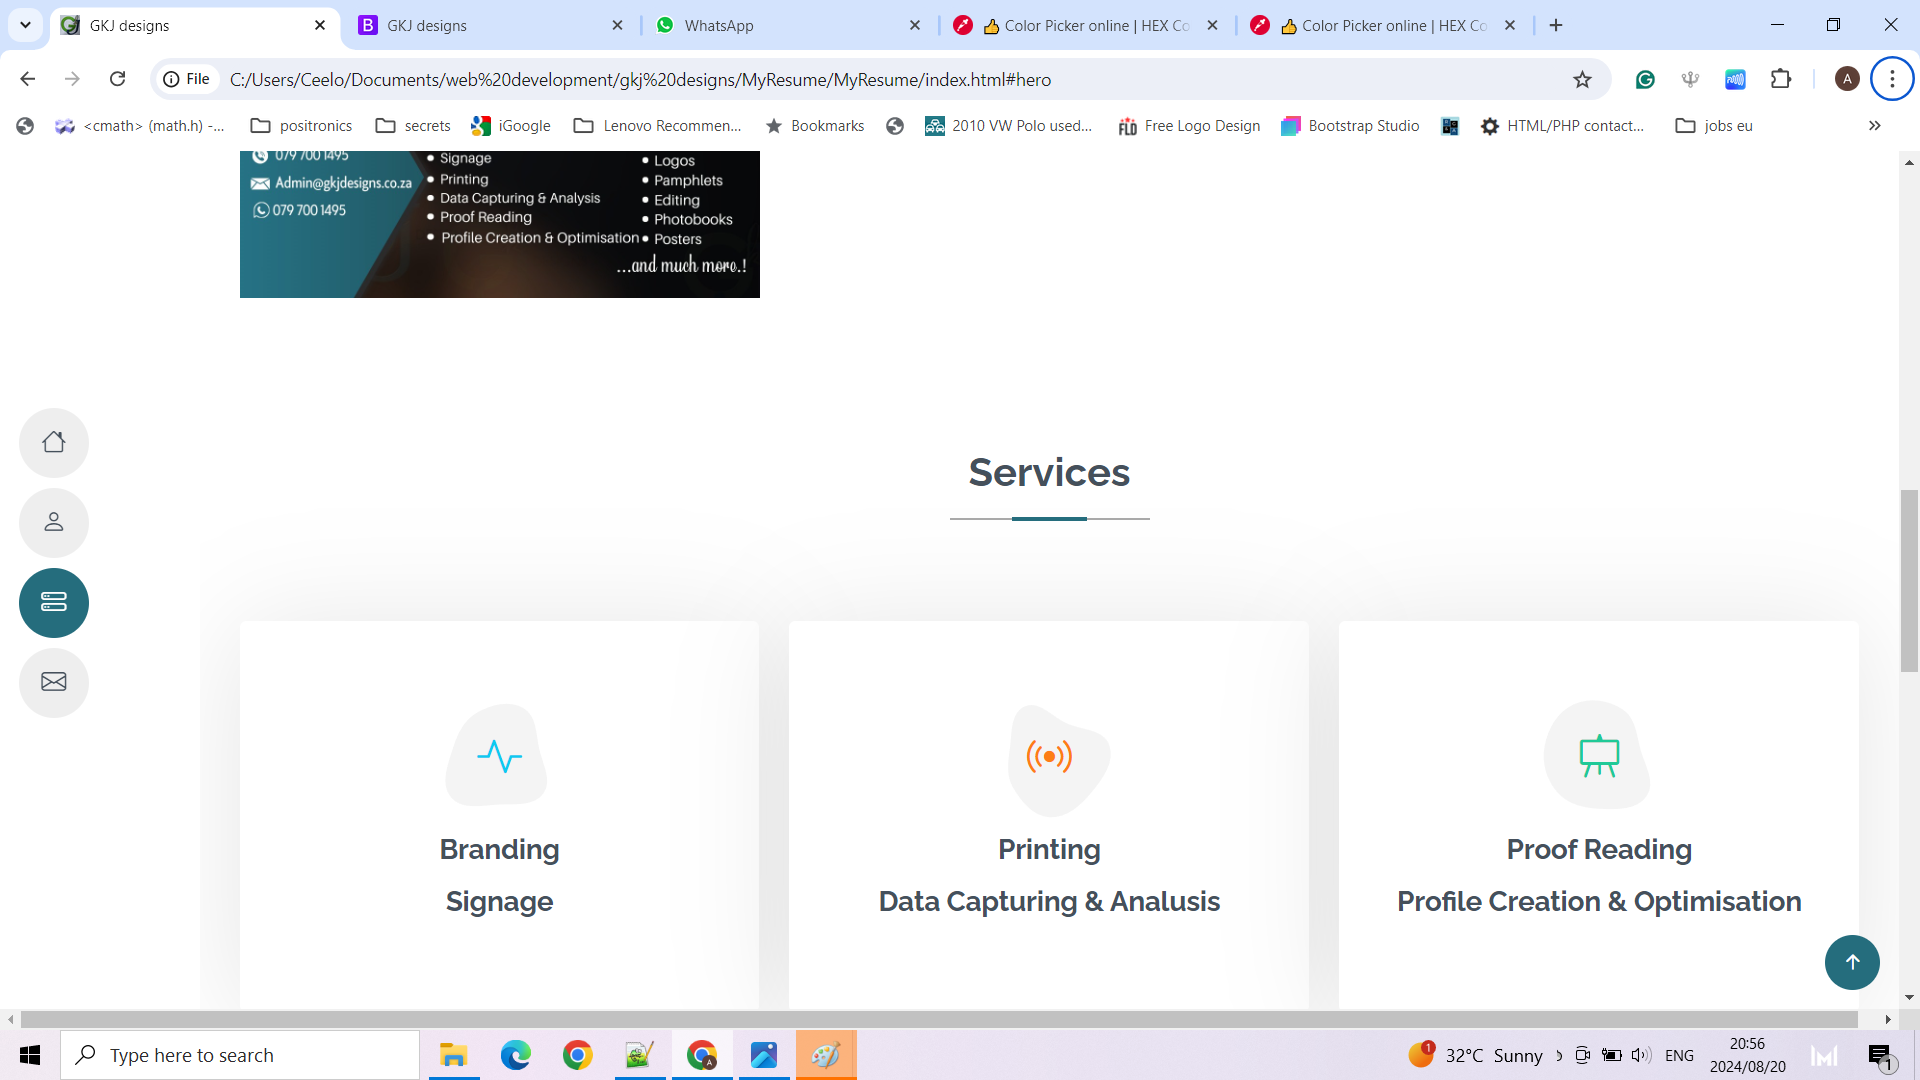 GKJ designs
GKJ designs
WhatsApp
👍 Color Picker online | HEX Co
👍 Color Picker online | HEX Co
File
C:/Users/Ceelo/Documents/web%20development/gkj%20designs/MyResume/MyResume/index.html#hero
A
<cmath> (math.h) -...
positronics
secrets
iGoogle
Lenovo Recommen...
Bookmarks
2010 VW Polo used...
Free Logo Design
Bootstrap Studio
HTML/PHP contact...
jobs eu
079 700 1495
Admin@gkjdesigns.co.za
079 700 1495
• Signage
• Printing
• Data Capturing & Analysis
• Proof Reading
• Profile Creation & Optimisation
• Logos
• Pamphlets
• Editing
• Photobooks
• Posters
...and much more.!
Services
Branding
Signage
Printing
Data Capturing & Analusis
Proof Reading
Profile Creation & Optimisation
Type here to search
1
32°C Sunny
ENG
20:56
2024/08/20
1